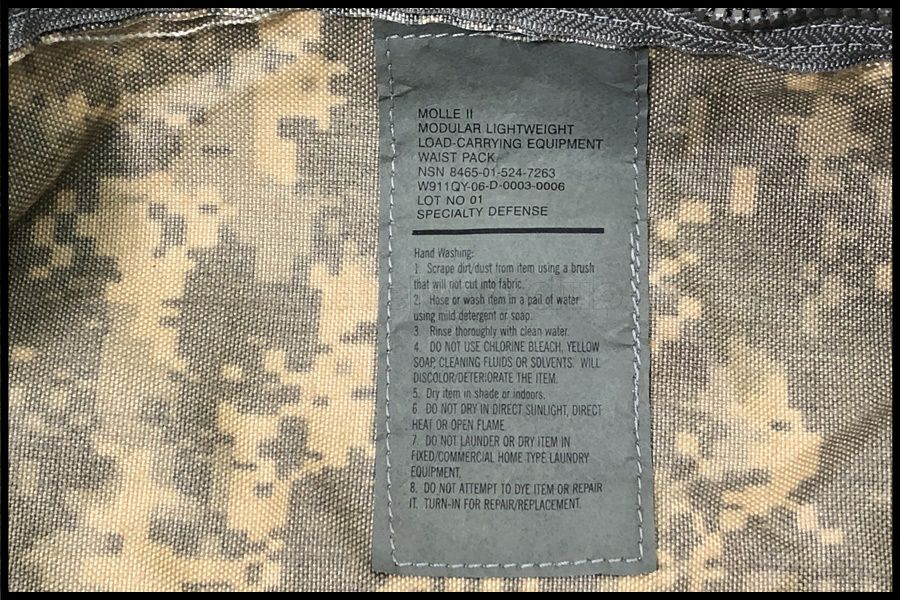 MOLLE II
MODULAR LIGHTWEIGHT
LOAD-CARRYING EQUIPMENT
WAIST PACK
NSN 8465-01-524-7263
W911QY-06-D-0003-0006
LOT NO 01
SPECIALTY DEFENSE
Hand Washing:
1. Scrape dirt/dust from item using a brush
that will not cut into fabric.
2. Hose or wash item in a pail of water
using mild detergent or soap.
3. Rinse thoroughly with clean water.
4. DO NOT USE CHLORINE BLEACH, YELLOW
SOAP, CLEANING FLUIDS OR SOLVENTS. WILL
DISCOLOR/DETERIORATE THE ITEM.
5. Dry item in shade or indoors.
6. DO NOT DRY IN DIRECT SUNLIGHT, DIRECT
HEAT OR OPEN FLAME.
7. DO NOT LAUNDER OR DRY ITEM IN
FIXED/COMMERCIAL HOME TYPE LAUNDRY
EQUIPMENT.
8. DO NOT ATTEMPT TO DYE ITEM OR REPAIR
IT. TURN-IN FOR REPAIR/REPLACEMENT.